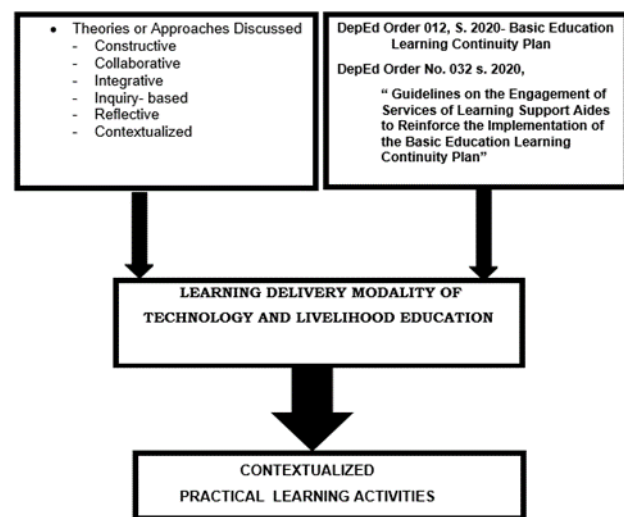 • Theories or Approaches Discussed
- Constructive
- Collaborative
- Integrative
- Inquiry- based
- Reflective
- Contextualized
DepEd Order 012, S. 2020- Basic Education
Learning Continuity Plan
DepEd Order No. 032 s. 2020,
“ Guidelines on the Engagement of
Services of Learning Support Aides
to Reinforce the Implementation of
the Basic Education Learning
Continuity Plan”
LEARNING DELIVERY MODALITY OF
TECHNOLOGY AND LIVELIHOOD EDUCATION
CONTEXTUALIZED
PRACTICAL LEARNING ACTIVITIES